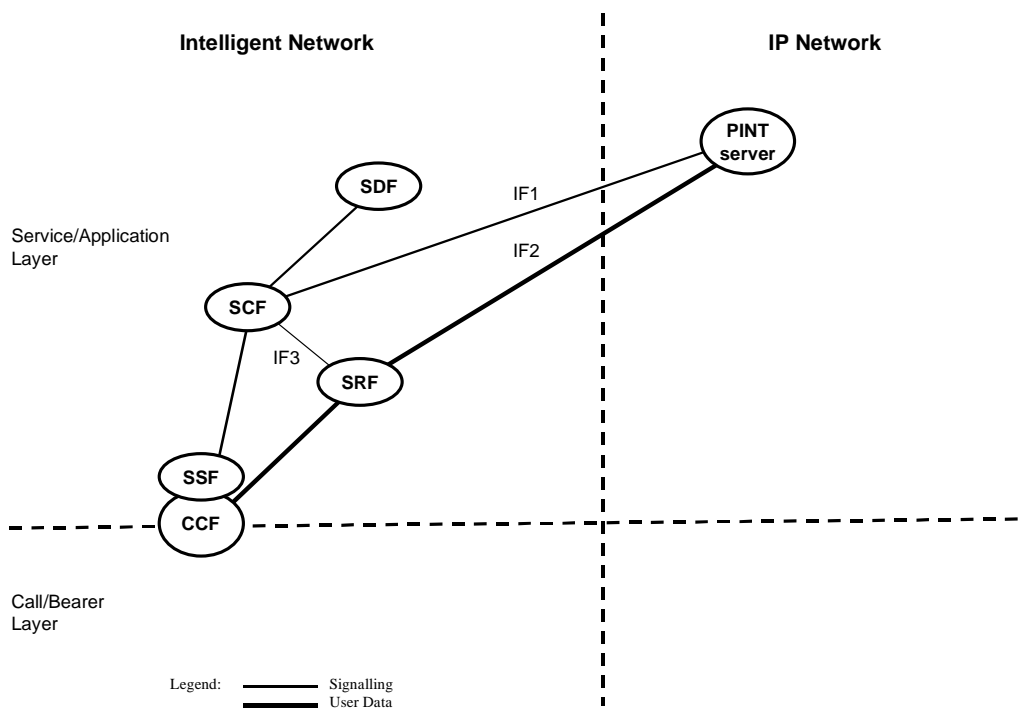 Intelligent Network
IP Network
PINT
server
SDF
IF1
Service/Application
Layer
IF2
SCF
IF3
SRF
SSF
CCF
Call/Bearer
Layer
Legend:
Signalling
User Data